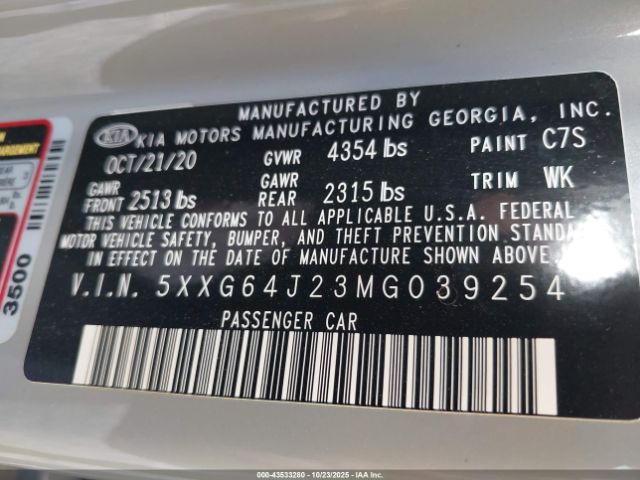 MANUFACTURED BY
KIA KIA MOTORS MANUFACTURING GEORGIA, INC.
OCT/21/20 GVWR 4354 lbs PAINT C7S
GAWR FRONT 2513 lbs GAWR REAR 2315 lbs TRIM WK
THIS VEHICLE CONFORMS TO ALL APPLICABLE U.S.A. FEDERAL
MOTOR VEHICLE SAFETY, BUMPER, AND THEFT PREVENTION STANDA
IN EFFECT ON THE DATE OF MANUFACTURE SHOWN ABOVE.
V.I.N. 5XXG64J23MG039254
PASSENGER CAR
3500
000-43533280 - 10/23/2025 - IAAI.COM